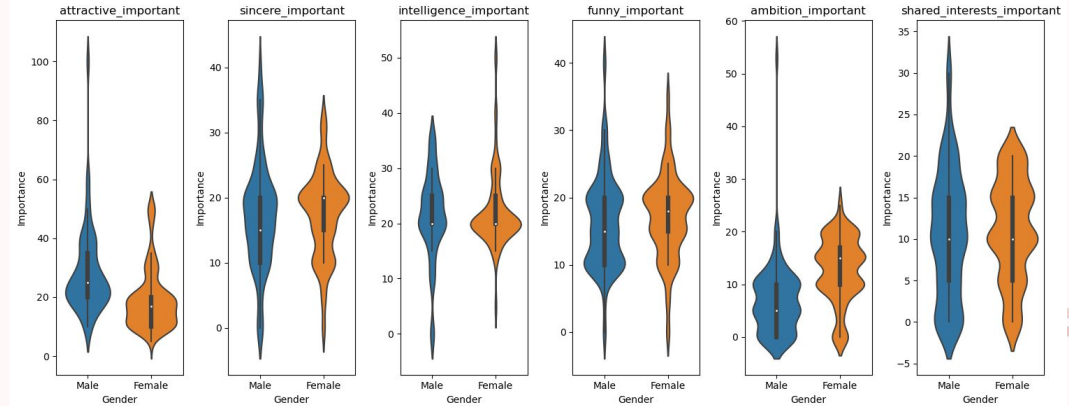 attractive_important
Importance
100
80
60
40
20
0
Male
Female
Gender
sincere_important
Importance
40
30
20
10
0
Male
Female
Gender
intelligence_important
Importance
50
40
30
20
10
0
Male
Female
Gender
funny_important
Importance
40
30
20
10
0
Male
Female
Gender
ambition_important
Importance
60
50
40
30
20
10
0
Male
Female
Gender
shared_interests_important
Importance
35
30
25
20
15
10
5
0
−5
Male
Female
Gender